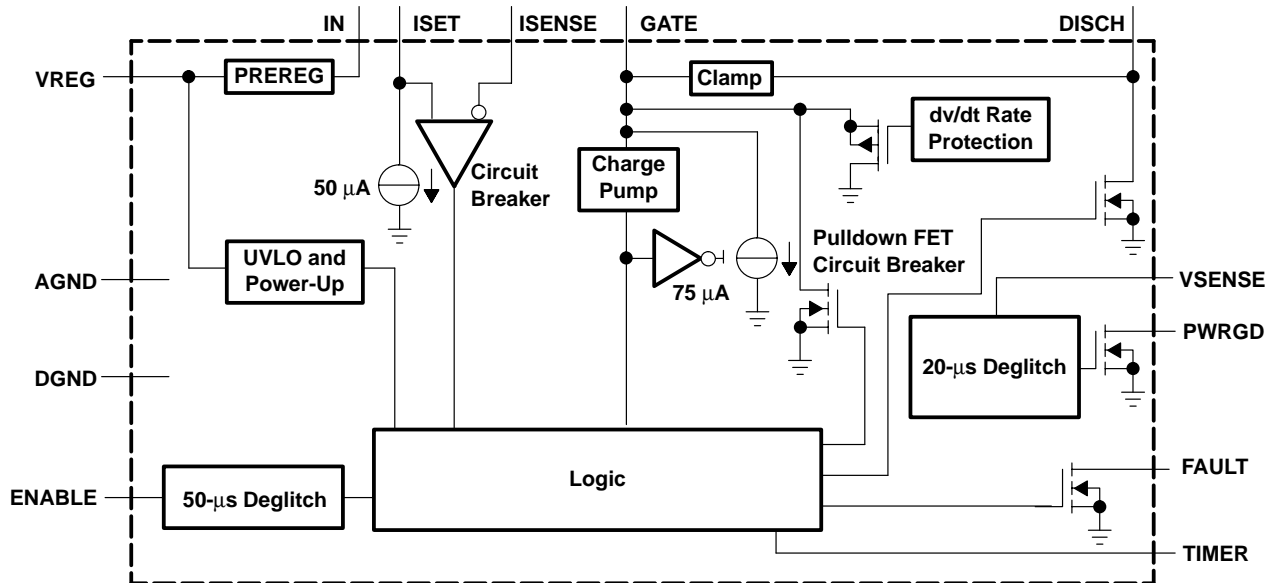 IN
ISET
ISENSE
GATE
DISCH
VREG
PREREG
Clamp
dv/dt Rate
Protection
Circuit
Breaker
50 μA
Charge
Pump
UVLO and
Power-Up
75 μA
Pulldown FET
Circuit Breaker
AGND
VSENSE
PWRGD
20-μs Deglitch
DGND
Logic
FAULT
ENABLE
50-μs Deglitch
TIMER